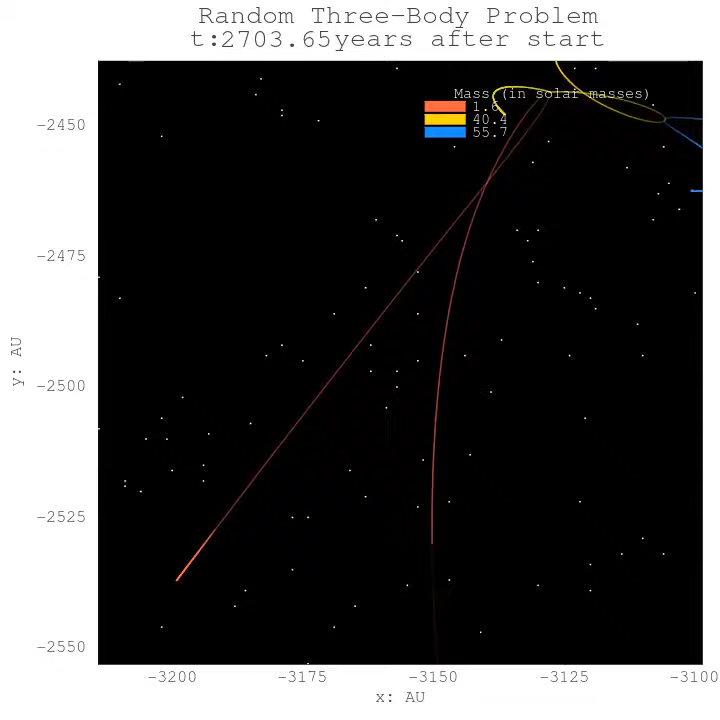 Random Three-Body Problem
t:2703.65years after start
Mass (in solar masses)
1.6
40.4
55.7
-2450
-2475
-2500
-2525
-2550
y: AU
-3200
-3175
-3150
-3125
-3100
x: AU